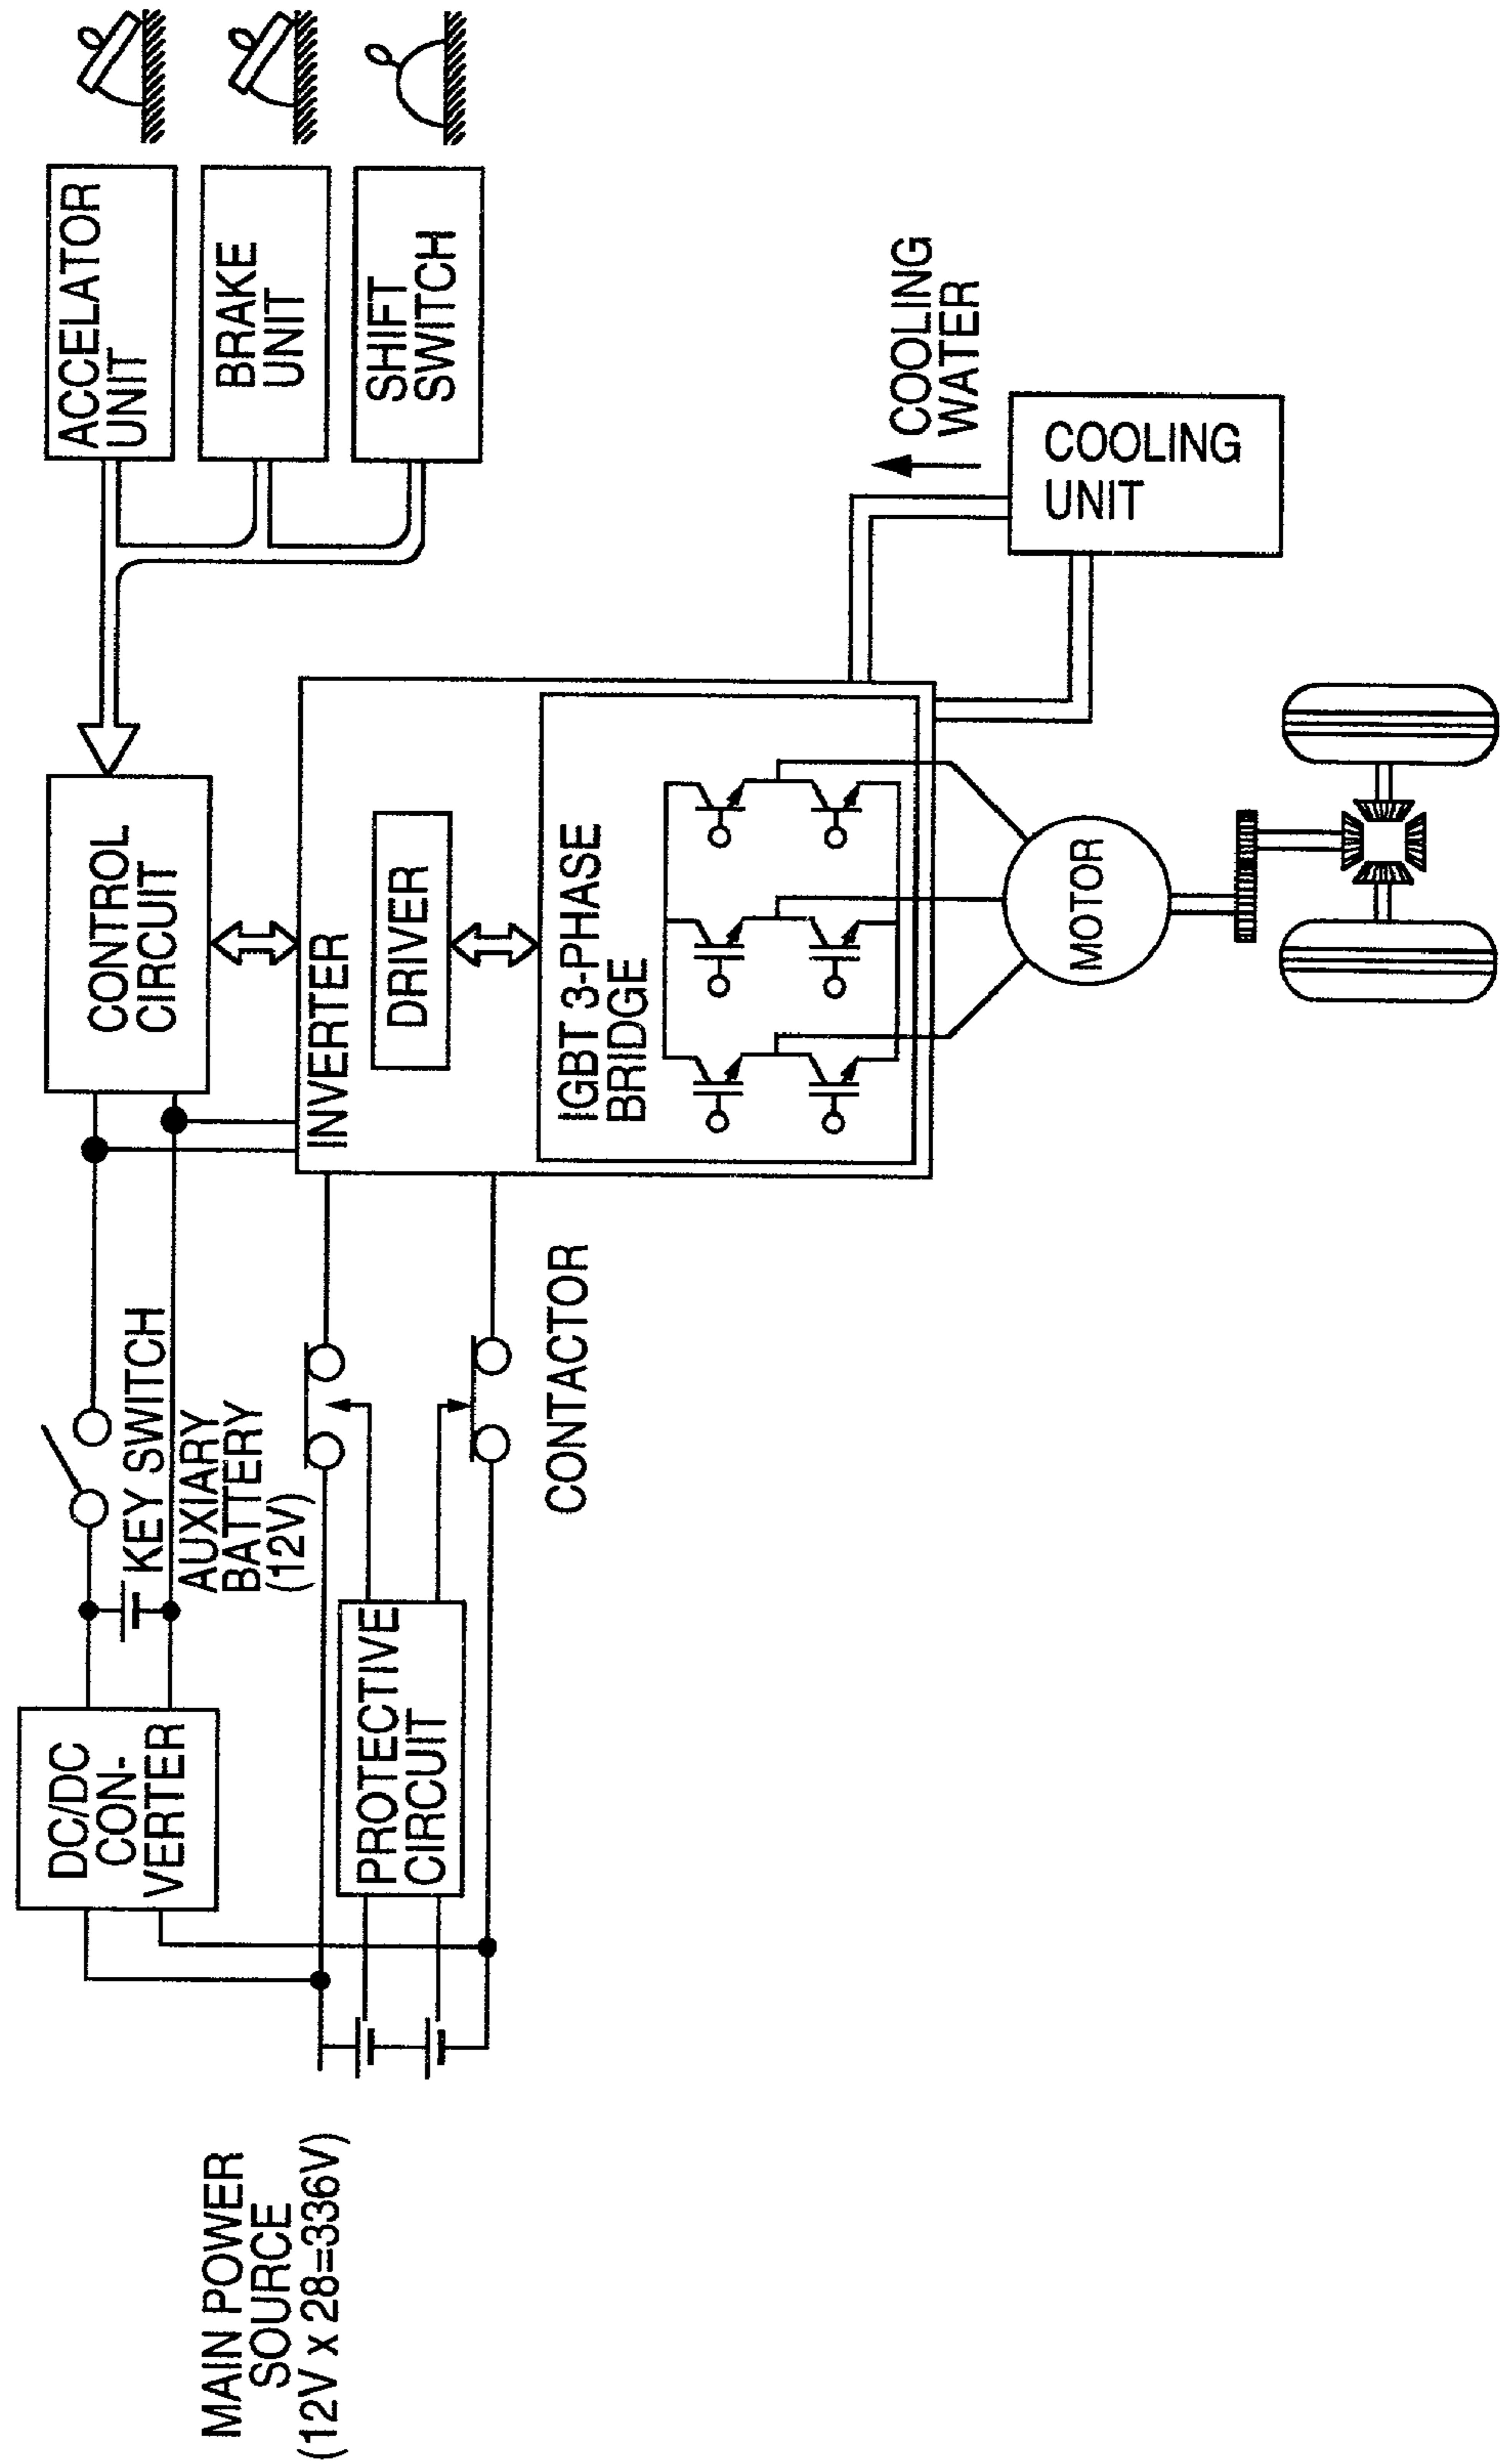 MAIN POWER
SOURCE
(12V x 28=336V)
DC/DC
CON-
VERTER
KEY SWITCH
AUXIARY
BATTERY
(12V)
PROTECTIVE
CIRCUIT
CONTACTOR
CONTROL
CIRCUIT
INVERTER
DRIVER
IGBT 3-PHASE
BRIDGE
MOTOR
ACCELATOR
UNIT
BRAKE
UNIT
SHIFT
SWITCH
COOLING
WATER
COOLING
UNIT